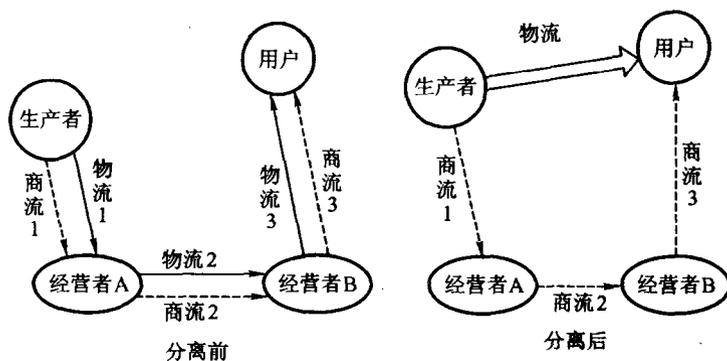 用户
生产者
商流1
物流1
物流3
商流3
经营者A
物流2
商流2
经营者B
分离前
物流
用户
生产者
商流1
商流3
经营者A
商流2
经营者B
分离后